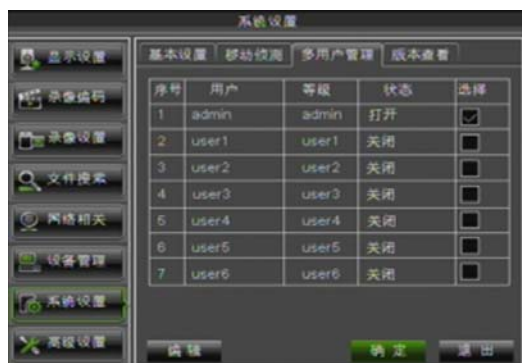 系统设置
显示设置
录像编码
录像设置
文件搜索
网络相关
设备管理
系统设置
高级设置
基本设置 移动侦测 多用户管理 版本查看
序号 用户 等级 状态 选择
1 admin admin 打开
2 user1 user1 关闭
3 user2 user2 关闭
4 user3 user3 关闭
5 user4 user4 关闭
6 user5 user5 关闭
7 user6 user6 关闭
编辑 确定 退出